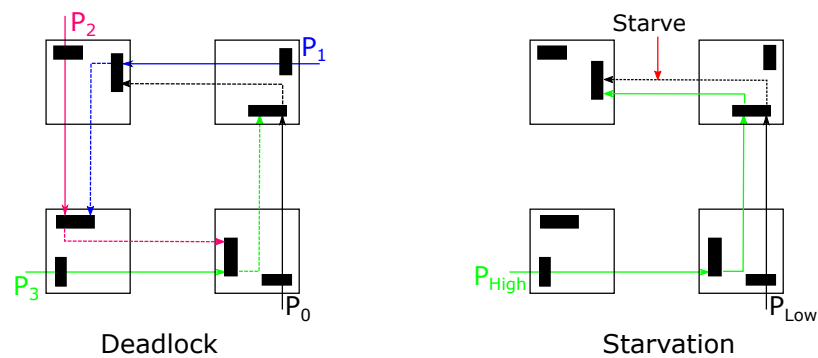 P2
P1
P3
P0
Deadlock
Starve
PHigh
PLow
Starvation